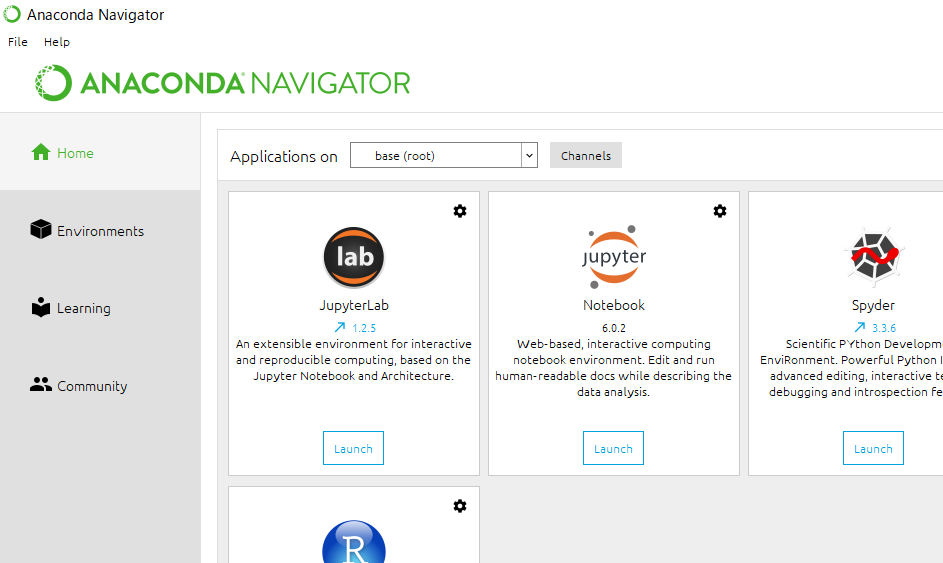 Anaconda Navigator
File Help
ANACONDA NAVIGATOR
Home
Environments
Learning
Community
Applications on base (root) Channels
lab
JupyterLab
1.2.5
An extensible environment for interactive
and reproducible computing, based on the
Jupyter Notebook and Architecture.
Launch
jupyter
Notebook
6.0.2
Web-based, interactive computing
notebook environment. Edit and run
human-readable docs while describing the
data analysis.
Launch
Spyder
3.3.6
Scientific PYthon Developm
EnviRonment. Powerful Python I
advanced editing, interactive te
debugging and introspection fe
Launch
R